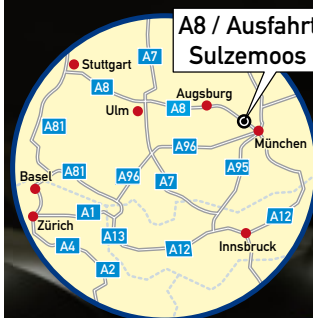 A8 / Ausfahrt
Sulzemoos
A7
Stuttgart
A8
Augsburg
Ulm
A8
A81
München
A96
A81
A96
A7
A95
Basel
A1
Zürich
A4
A13
A12
A12
Innsbruck
A2